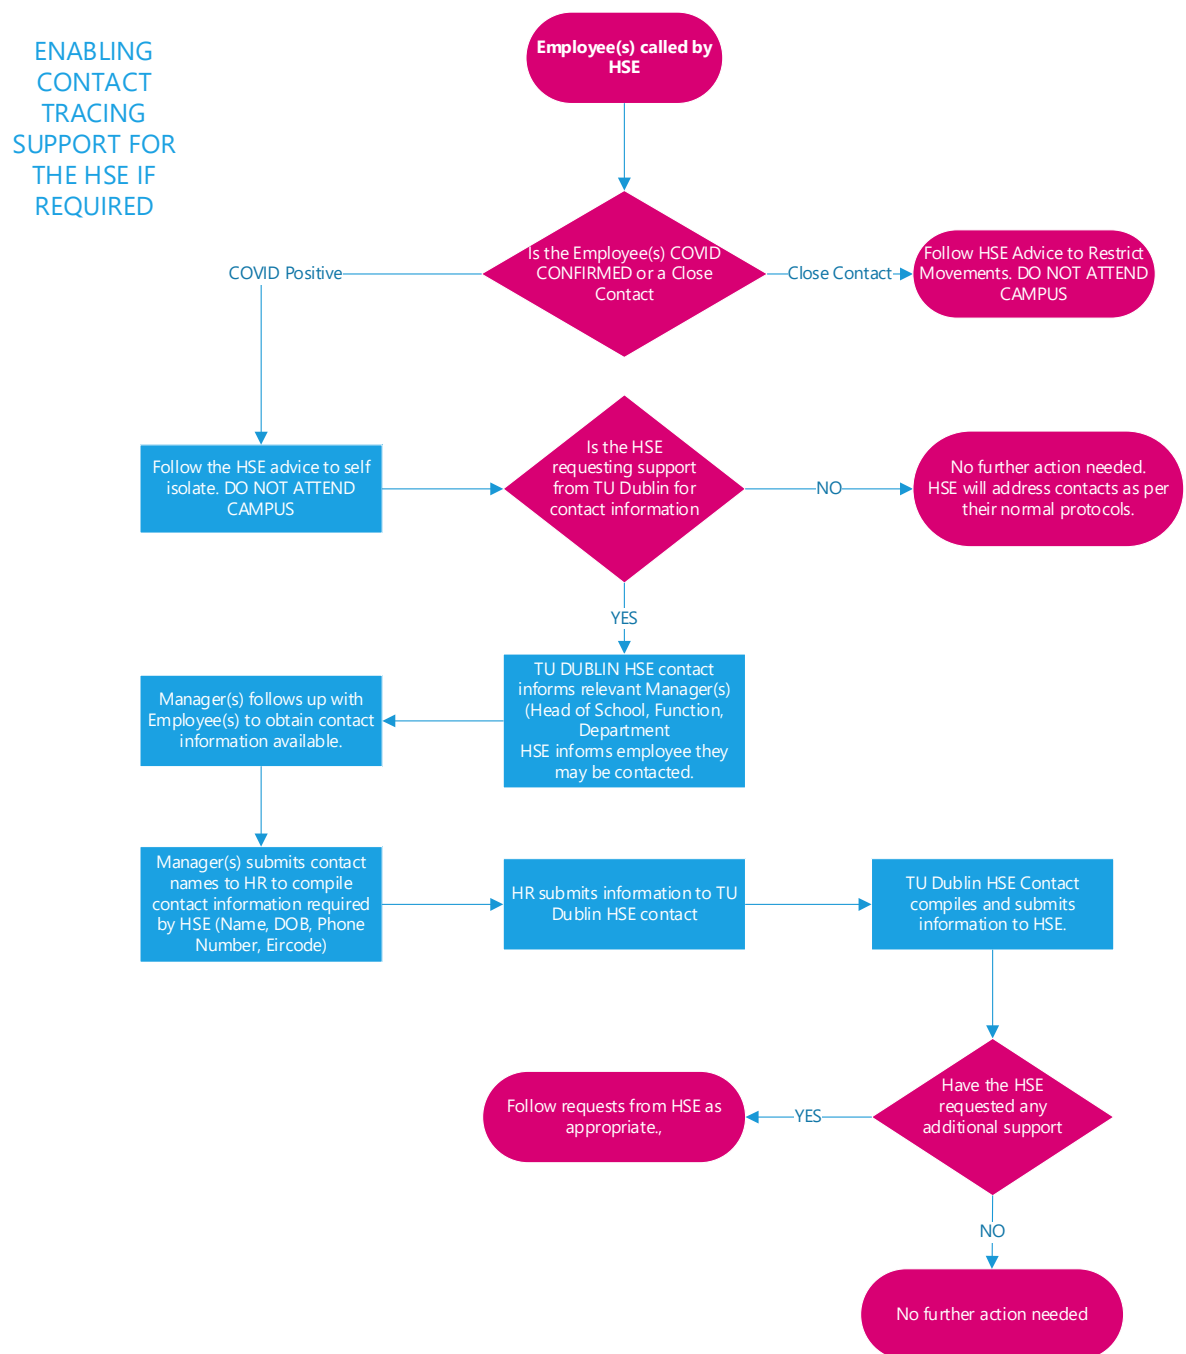 ENABLING
CONTACT
TRACING
SUPPORT FOR
THE HSE IF
REQUIRED
Employee(s) called by
HSE
Is the Employee(s) COVID
CONFIRMED or a Close
Contact
COVID Positive
Close Contact
Follow HSE Advice to Restrict
Movements. DO NOT ATTEND
CAMPUS
Follow the HSE advice to self
isolate. DO NOT ATTEND
CAMPUS
Is the HSE
requesting support
from TU Dublin for
contact information
NO
No further action needed.
HSE will address contacts as per
their normal protocols.
YES
TU DUBLIN HSE contact
informs relevant Manager(s)
(Head of School, Function,
Department
HSE informs employee they
may be contacted.
Manager(s) follows up with
Employee(s) to obtain contact
information available.
Manager(s) submits contact
names to HR to compile
contact information required
by HSE (Name, DOB, Phone
Number, Eircode)
HR submits information to TU
Dublin HSE contact
TU Dublin HSE Contact
compiles and submits
information to HSE.
Have the HSE
requested any
additional support
YES
Follow requests from HSE as
appropriate.,
NO
No further action needed